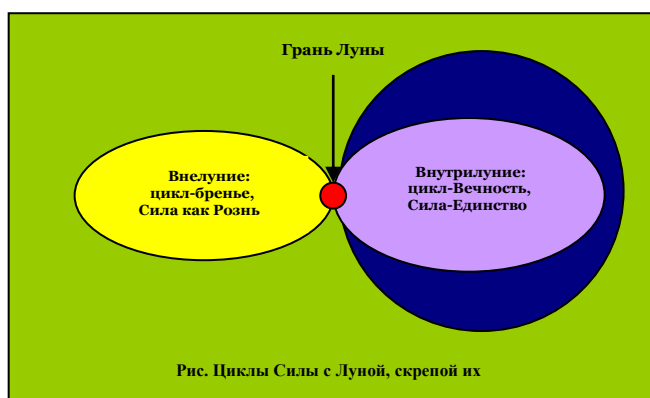 Грань Луны
Внелуние:
цикл-бренье,
Сила как Рознь
Внутрилуние:
цикл-Вечность,
Сила-Единство
Рис. Циклы Силы с Луной, скрепой их